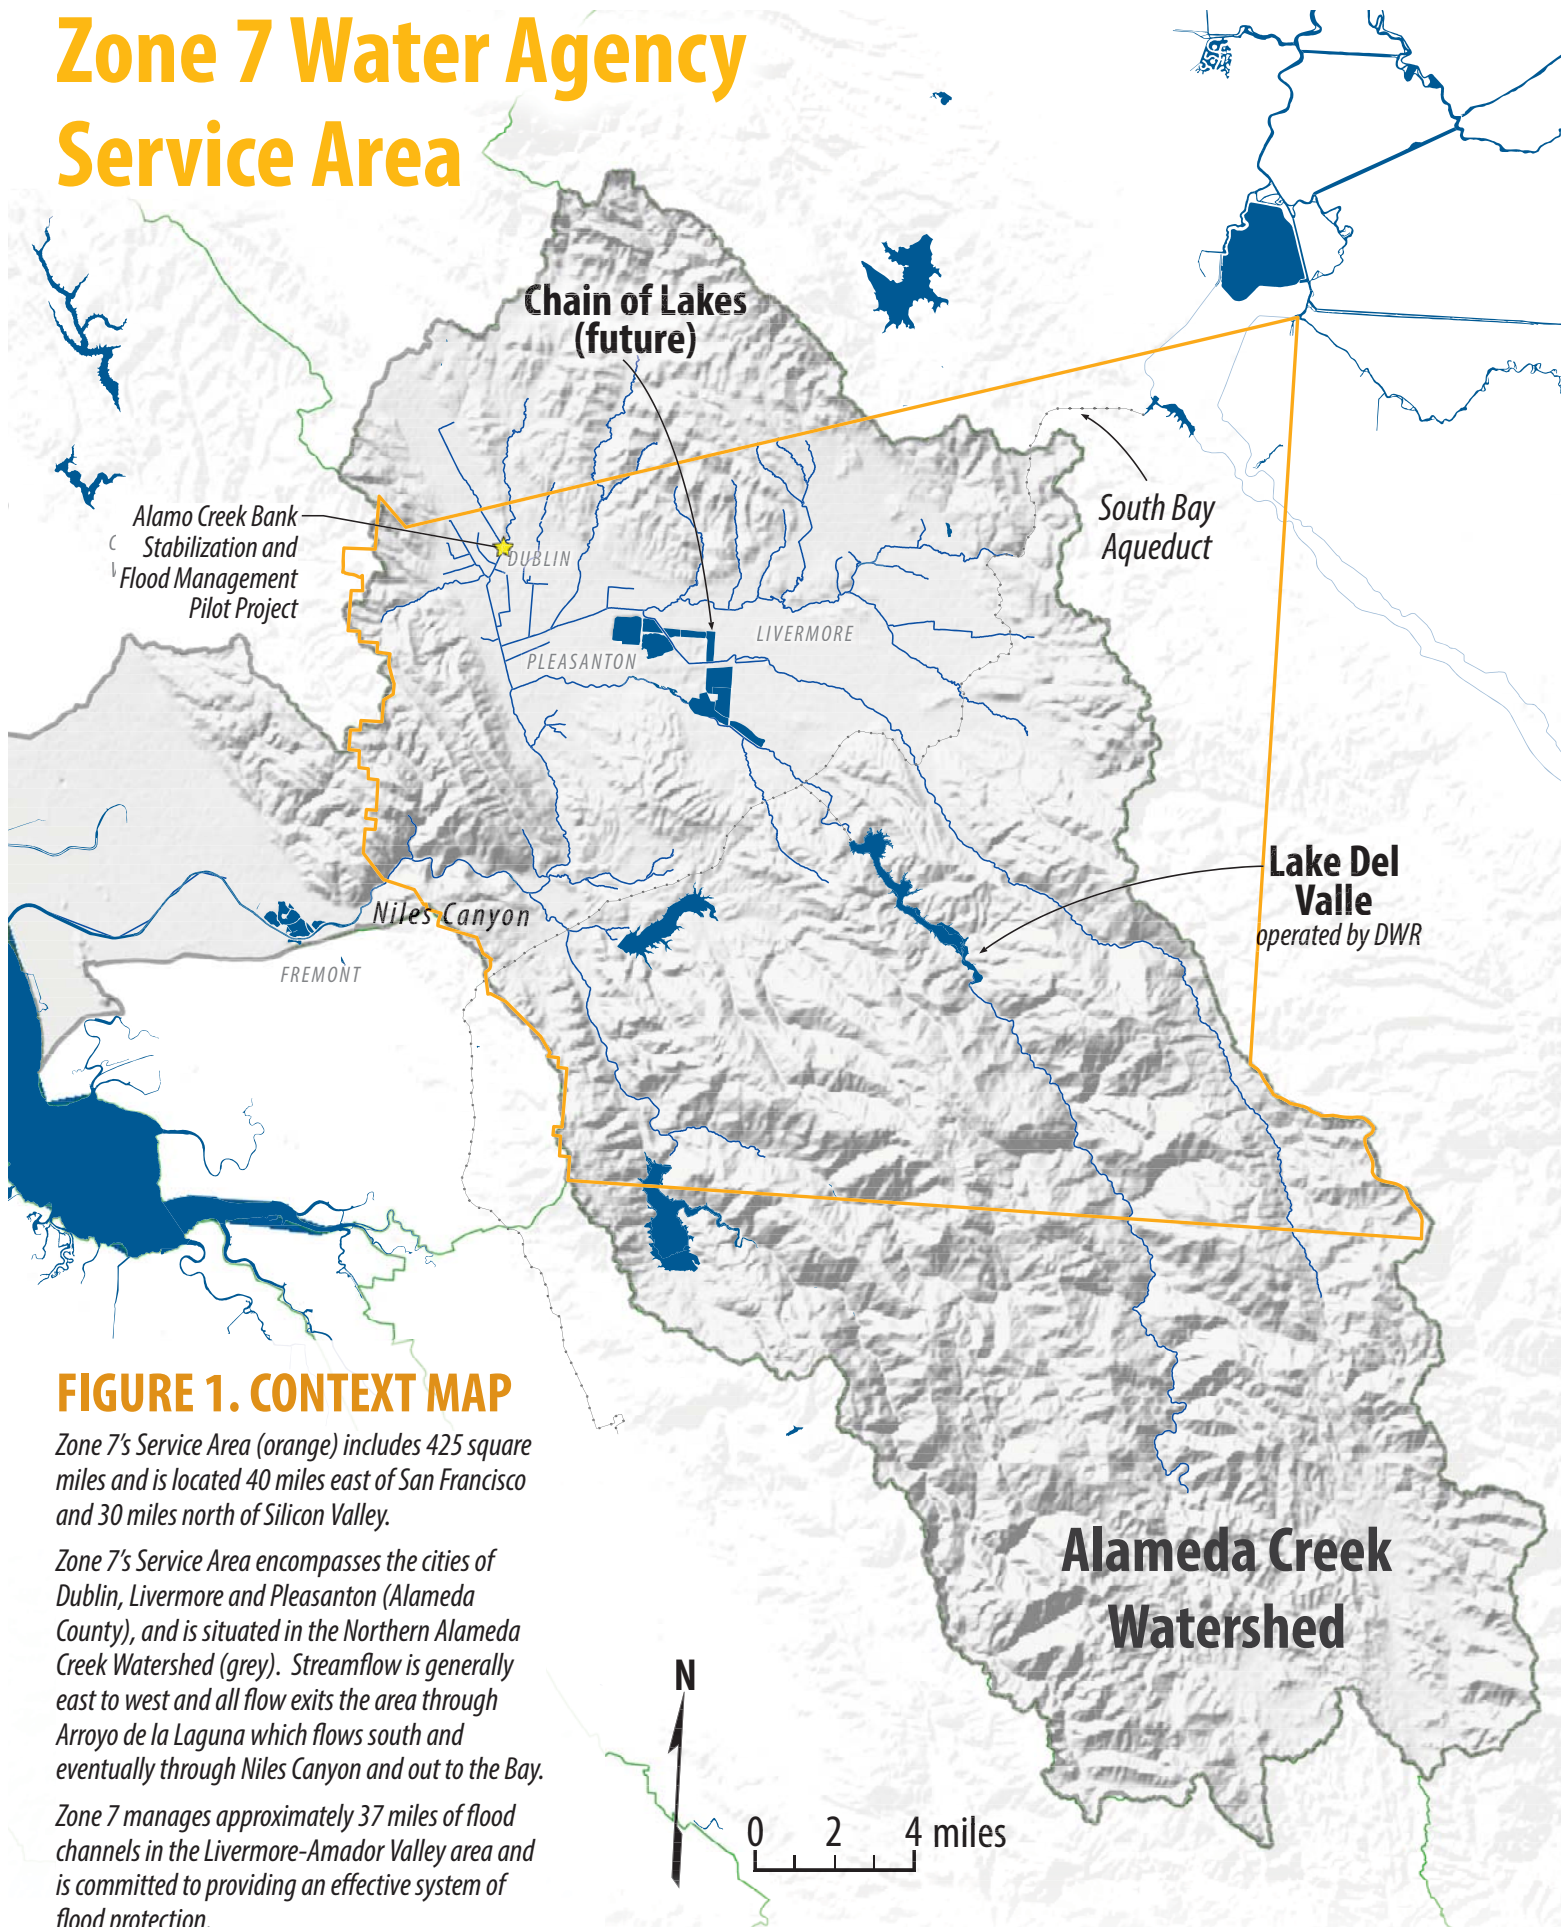 Zone 7 Water Agency
Service Area
Chain of Lakes
(future)
South Bay
Aqueduct
Alamo Creek Bank
Stabilization and
Flood Management
Pilot Project
DUBLIN
LIVERMORE
PLEASANTON
Lake Del
Valle
operated by DWR
Niles Canyon
FREMONT
FIGURE 1. CONTEXT MAP
Zone 7's Service Area (orange) includes 425 square
miles and is located 40 miles east of San Francisco
and 30 miles north of Silicon Valley.
Zone 7's Service Area encompasses the cities of
Dublin, Livermore and Pleasanton (Alameda
County), and is situated in the Northern Alameda
Creek Watershed (grey). Streamflow is generally
east to west and all flow exits the area through
Arroyo de la Laguna which flows south and
eventually through Niles Canyon and out to the Bay.
Zone 7 manages approximately 37 miles of flood
channels in the Livermore-Amador Valley area and
is committed to providing an effective system of
flood protection.
Alameda Creek
Watershed
N
0 2 4 miles